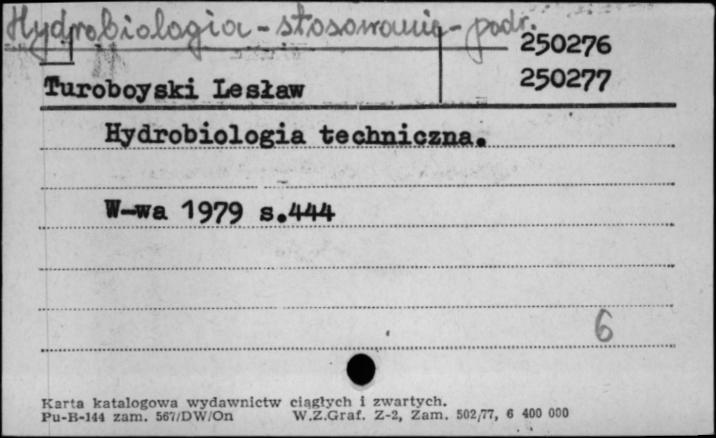 Hydrobiologia - stosowanie - podr.
250276
Turoboyski Lesław 250277
Hydrobiologia techniczna.
W-wa 1979 s.444
6
Karta katalogowa wydawnictw ciągłych i zwartych.
Pu-B-144 zam. 567/DW/On W.Z.Graf. Z-2, Zam. 502/77, 6 400 000